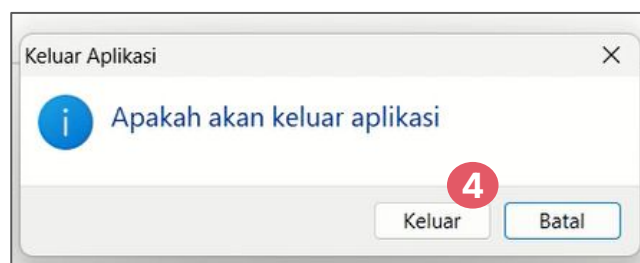 Keluar Aplikasi
i
Apakah akan keluar aplikasi
4
Keluar
Batal